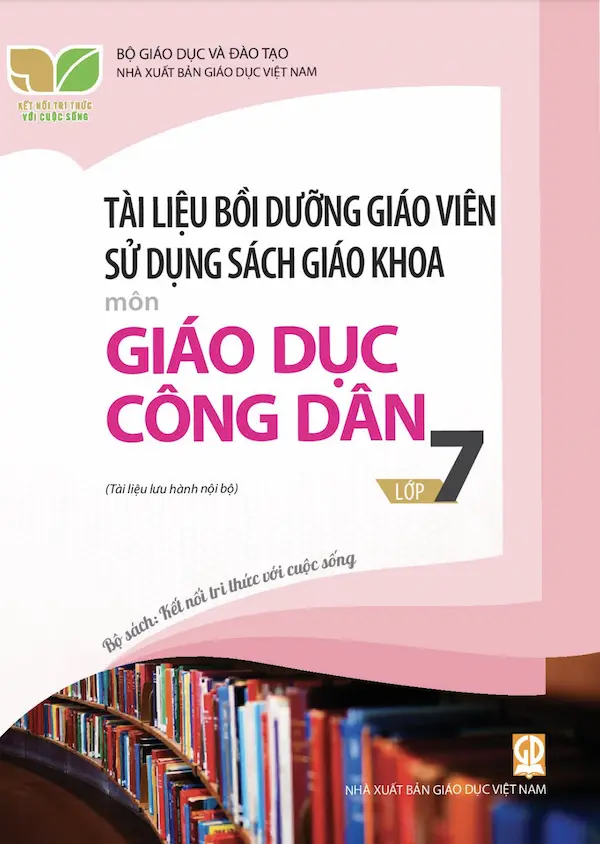 BỘ GIÁO DỤC VÀ ĐÀO TẠO
NHÀ XUẤT BẢN GIÁO DỤC VIỆT NAM
KẾT NỐI TRI THỨC
VỚI CUỘC SỐNG
TÀI LIỆU BỒI DƯỠNG GIÁO VIÊN
SỬ DỤNG SÁCH GIÁO KHOA
môn
GIÁO DỤC
CÔNG DÂN
LỚP 7
(Tài liệu lưu hành nội bộ)
Bộ sách: Kết nối tri thức với cuộc sống
GD
NHÀ XUẤT BẢN GIÁO DỤC VIỆT NAM